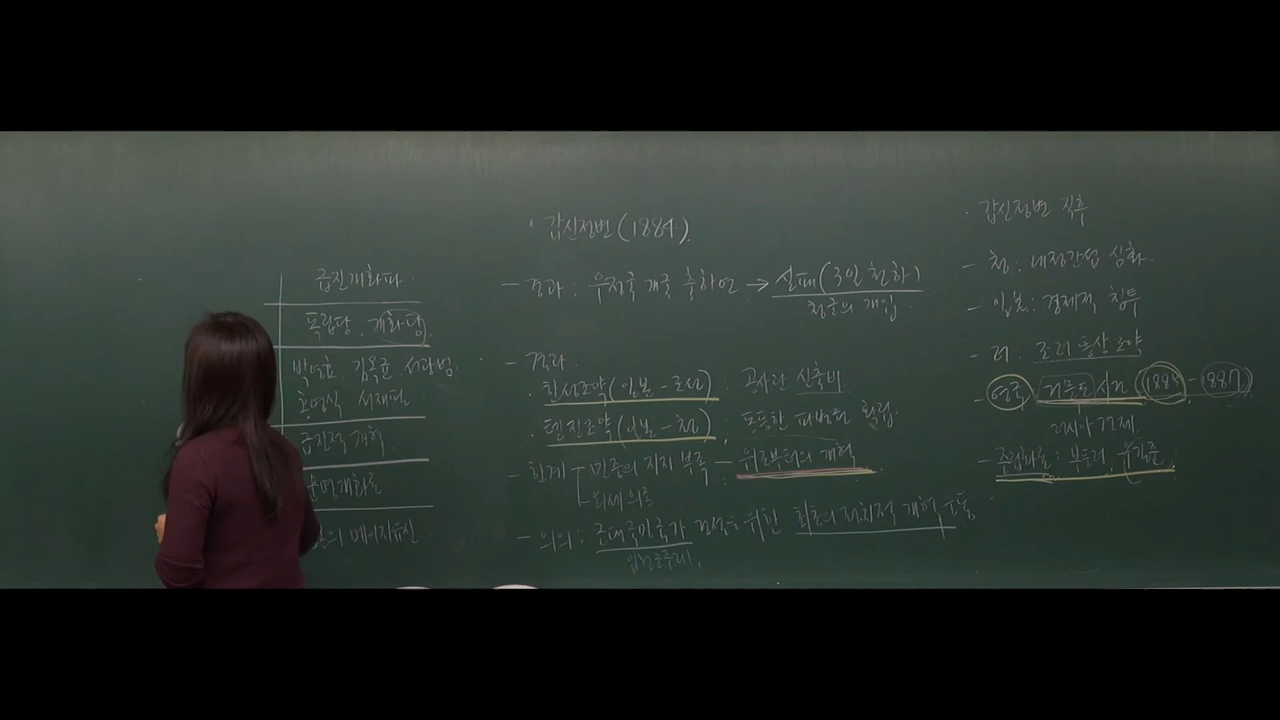 급진개화파
독립당, 개화당
박영효 김옥균 서광범
홍영식 서재필
급진적 개혁
문명개화론
의 메이지유신
• 갑신정변(1884)
- 경과 : 우정국 개국 축하연 → 실패(3일 천하)
청군의 개입
- 결과
한성조약(일본-조선) : 공사관 신축비
텐진조약(일본-청) : 동등한 파병권 확립
- 한계 - 민중의 지지 부족 - 위로부터의 개혁
- 외세 의존
- 의의 : 근대국민국가 건설을 위한 최초의 정치적 개혁 운동
입헌군주제
• 갑신정변 직후
- 청 : 내정간섭 심화
- 일본 : 경제적 침투
- 러 : 조러 통상 조약
- 영국 거문도 사건 (1885-1887)
러시아 견제
- 중립화론 : 부들러, 유길준